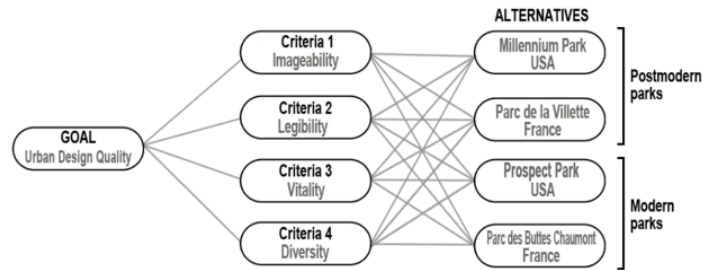 ALTERNATIVES
GOAL
Urban Design Quality
Criteria 1
Imageability
Criteria 2
Legibility
Criteria 3
Vitality
Criteria 4
Diversity
Millennium Park
USA
Parc de la Villette
France
Prospect Park
USA
Parc des Buttes Chaumont
France
Postmodern
parks
Modern
parks